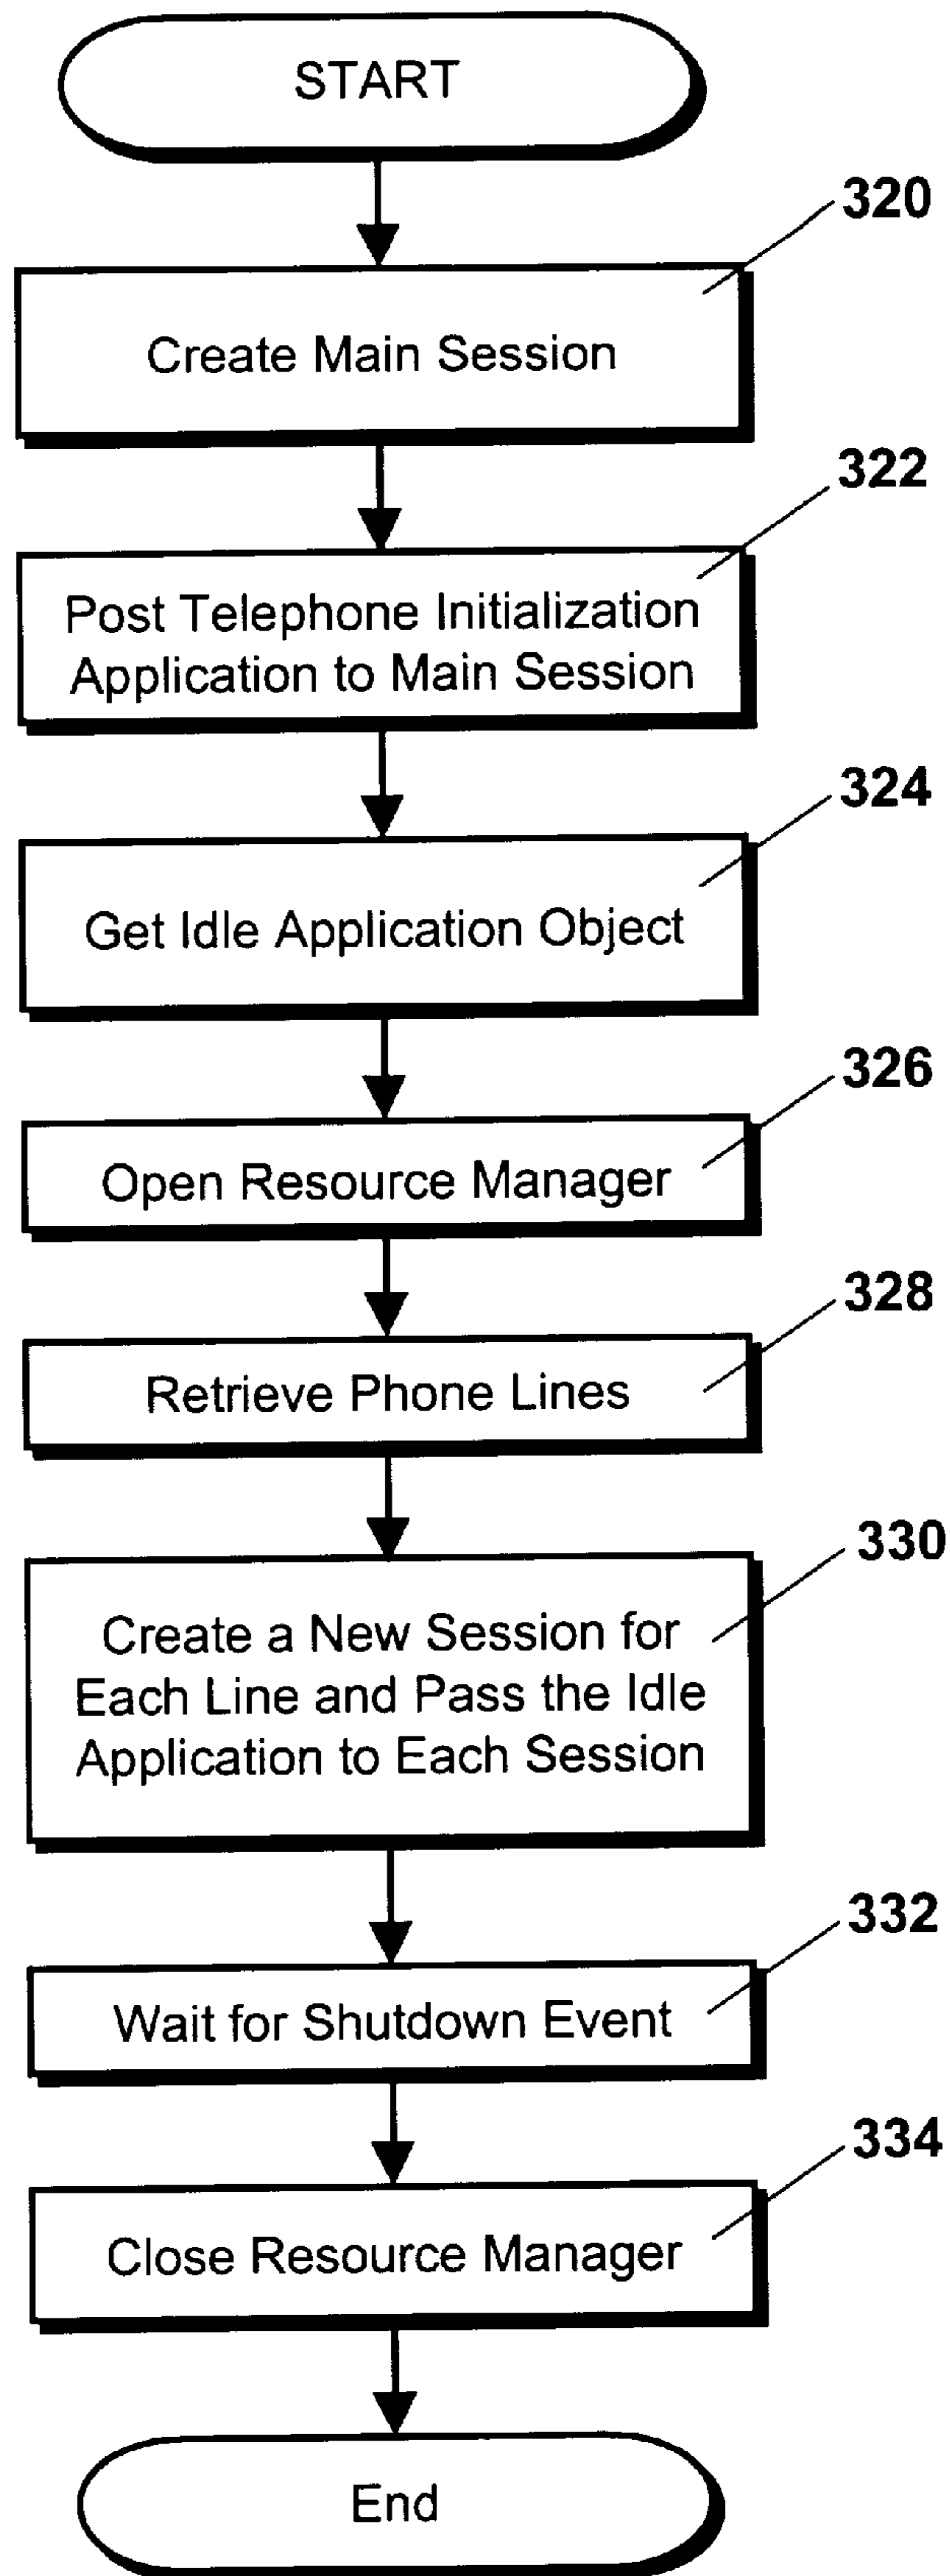 START
320
Create Main Session
322
Post Telephone Initialization
Application to Main Session
324
Get Idle Application Object
326
Open Resource Manager
328
Retrieve Phone Lines
330
Create a New Session for
Each Line and Pass the Idle
Application to Each Session
332
Wait for Shutdown Event
334
Close Resource Manager
End